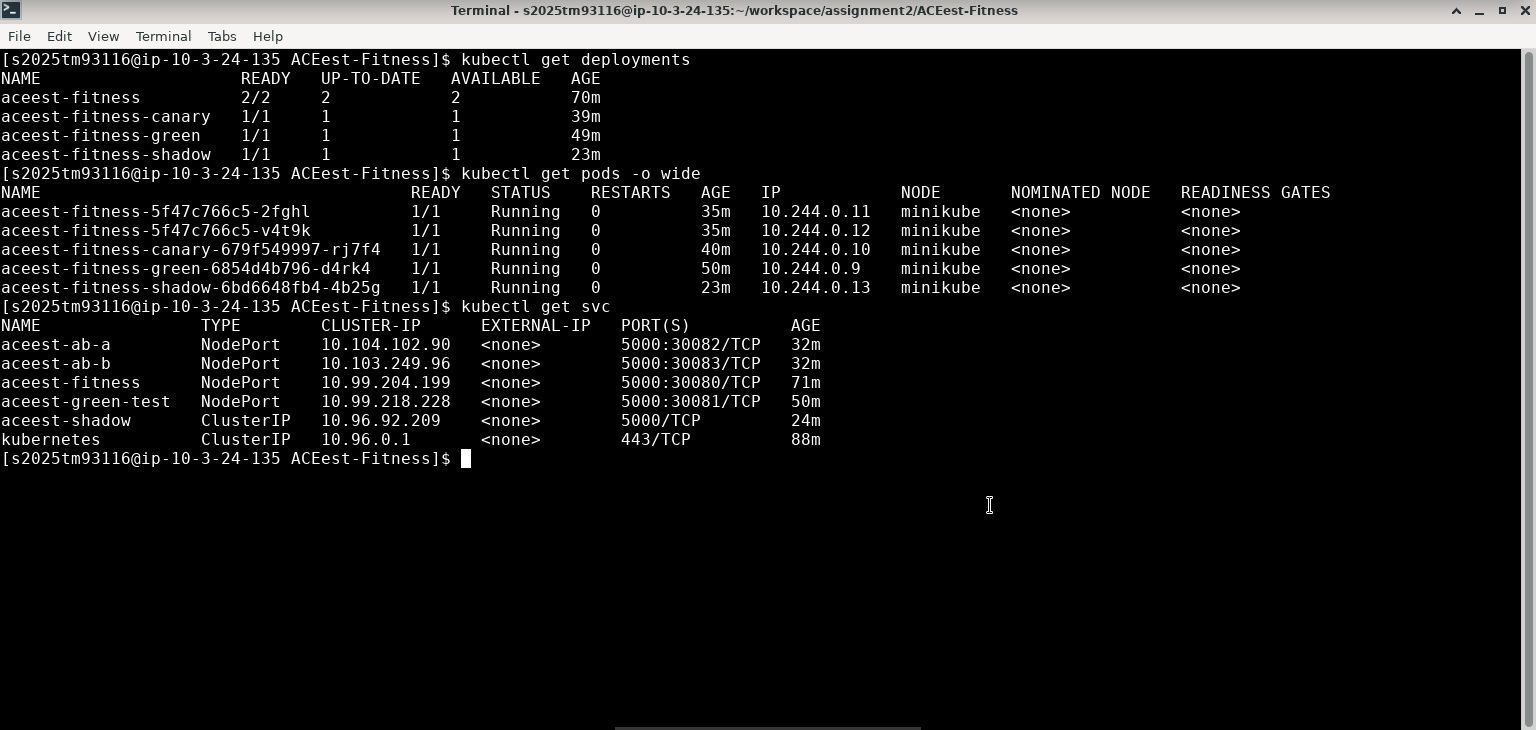 Terminal - s2025tm93116@ip-10-3-24-135:~/workspace/assignment2/ACEest-Fitness
File Edit View Terminal Tabs Help
[s2025tm93116@ip-10-3-24-135 ACEest-Fitness]$ kubectl get deployments
NAME                    READY   UP-TO-DATE   AVAILABLE   AGE
aceest-fitness          2/2     2            2           70m
aceest-fitness-canary   1/1     1            1           39m
aceest-fitness-green    1/1     1            1           49m
aceest-fitness-shadow   1/1     1            1           23m
[s2025tm93116@ip-10-3-24-135 ACEest-Fitness]$ kubectl get pods -o wide
NAME                                     READY   STATUS    RESTARTS   AGE   IP            NODE       NOMINATED NODE   READINESS GATES
aceest-fitness-5f47c766c5-2fghl          1/1     Running   0          35m   10.244.0.11   minikube   <none>           <none>
aceest-fitness-5f47c766c5-v4t9k          1/1     Running   0          35m   10.244.0.12   minikube   <none>           <none>
aceest-fitness-canary-679f549997-rj7f4   1/1     Running   0          40m   10.244.0.10   minikube   <none>           <none>
aceest-fitness-green-6854d4b796-d4rk4    1/1     Running   0          50m   10.244.0.9    minikube   <none>           <none>
aceest-fitness-shadow-6bd6648fb4-4b25g   1/1     Running   0          23m   10.244.0.13   minikube   <none>           <none>
[s2025tm93116@ip-10-3-24-135 ACEest-Fitness]$ kubectl get svc
NAME                TYPE        CLUSTER-IP      EXTERNAL-IP   PORT(S)          AGE
aceest-ab-a         NodePort    10.104.102.90   <none>        5000:30082/TCP   32m
aceest-ab-b         NodePort    10.103.249.96   <none>        5000:30083/TCP   32m
aceest-fitness      NodePort    10.99.204.199   <none>        5000:30080/TCP   71m
aceest-green-test   NodePort    10.99.218.228   <none>        5000:30081/TCP   50m
aceest-shadow       ClusterIP   10.96.92.209    <none>        5000/TCP         24m
kubernetes          ClusterIP   10.96.0.1       <none>        443/TCP          88m
[s2025tm93116@ip-10-3-24-135 ACEest-Fitness]$